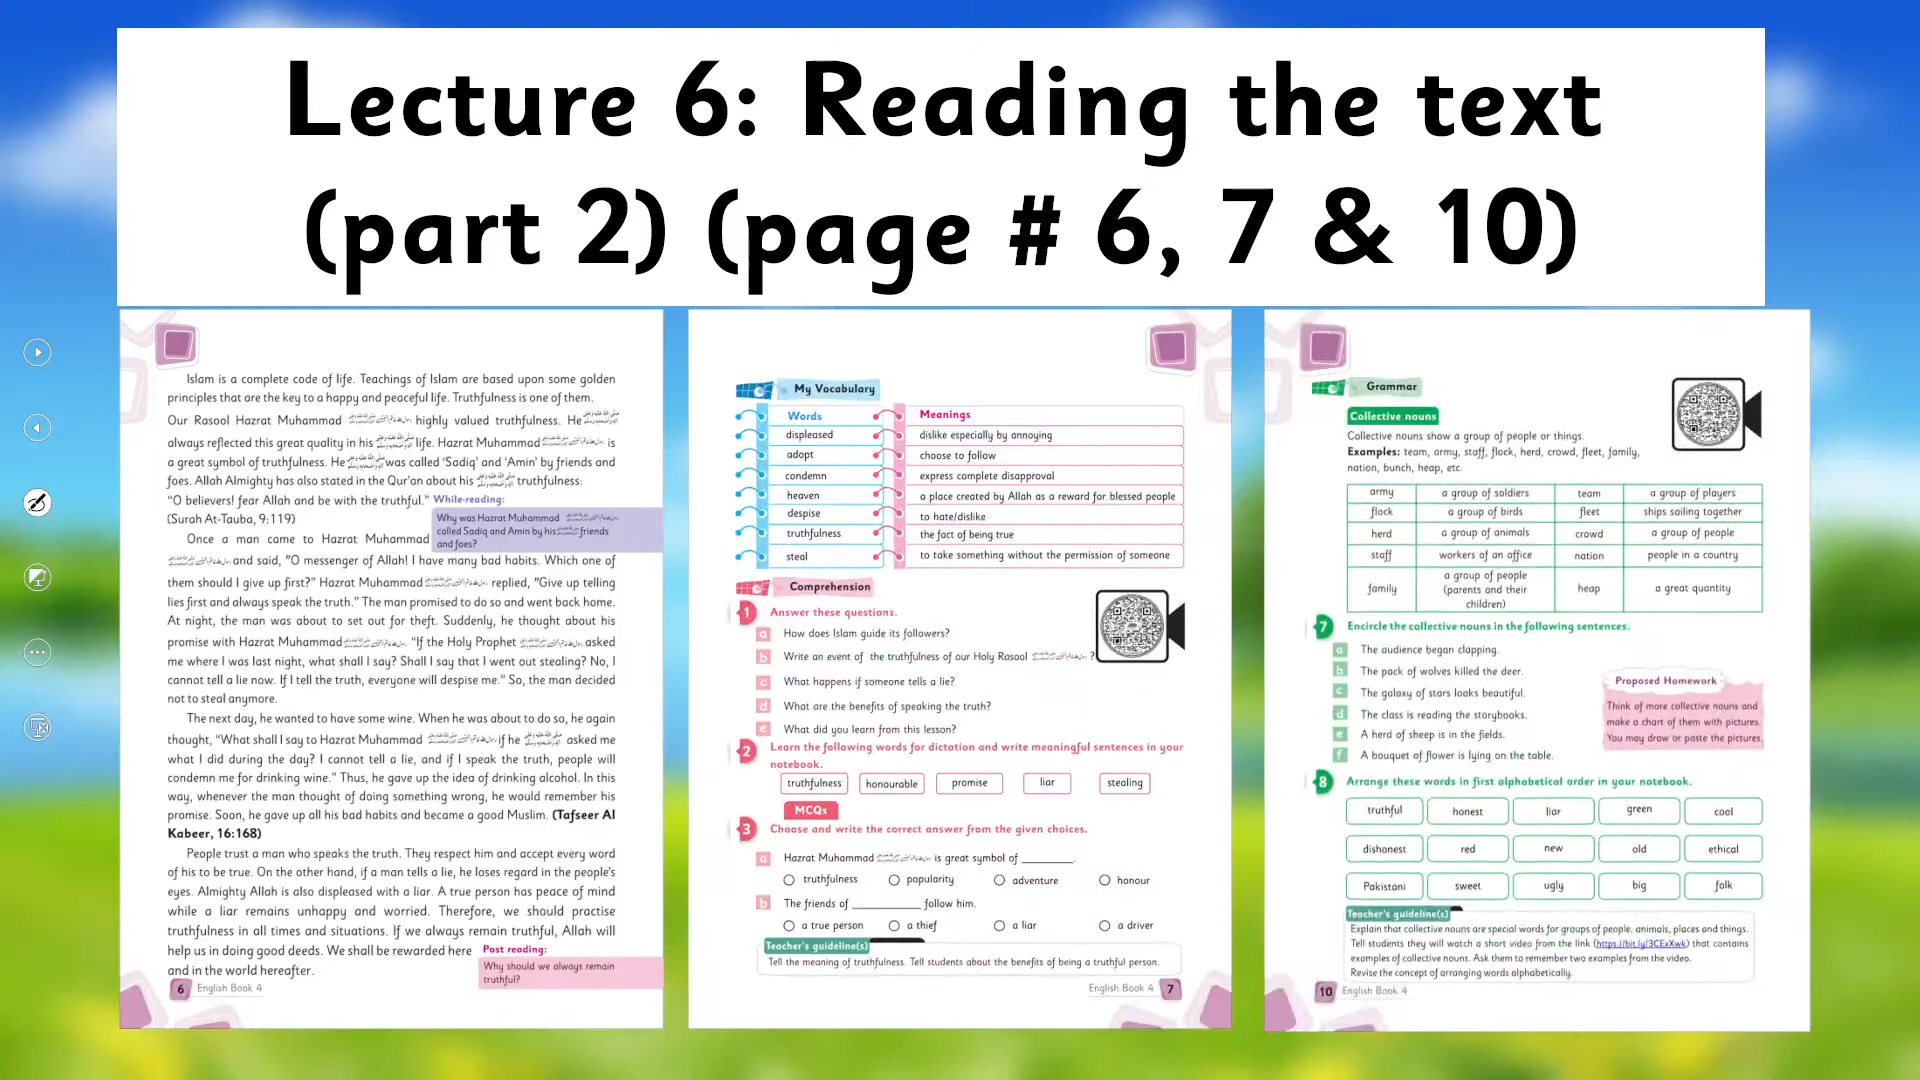 Lecture 6: Reading the text
(part 2) (page # 6, 7 & 10)
Islam is a complete code of life. Teachings of Islam are based upon some golden
principles that are the key to a happy and peaceful life. Truthfulness is one of them.
Our Rasool Hazrat Muhammad highly valued truthfulness. He
always reflected this great quality in his life. Hazrat Muhammad is
a great symbol of truthfulness. He was called ‘Sadiq’ and ‘Amin’ by friends and
foes. Allah Almighty has also stated in the Qur’an about his truthfulness:
“O believers! fear Allah and be with the truthful.”
(Surah At-Tauba, 9:119)
While-reading:
Why was Hazrat Muhammad
called Sadiq and Amin by his friends
and foes?
Once a man came to Hazrat Muhammad
and said, "O messenger of Allah! I have many bad habits. Which one of
them should I give up first?" Hazrat Muhammad replied, "Give up telling
lies first and always speak the truth." The man promised to do so and went back home.
At night, the man was about to set out for theft. Suddenly, he thought about his
promise with Hazrat Muhammad "If the Holy Prophet asked
me where I was last night, what shall I say? Shall I say that I went out stealing? No, I
cannot tell a lie now. If I tell the truth, everyone will despise me." So, the man decided
not to steal anymore.
The next day, he wanted to have some wine. When he was about to do so, he again
thought, "What shall I say to Hazrat Muhammad if he asked me
what I did during the day? I cannot tell a lie, and if I speak the truth, people will
condemn me for drinking wine." Thus, he gave up the idea of drinking alcohol. In this
way, whenever the man thought of doing something wrong, he would remember his
promise. Soon, he gave up all his bad habits and became a good Muslim. (Tafseer Al
Kabeer, 16:168)
People trust a man who speaks the truth. They respect him and accept every word
of his to be true. On the other hand, if a man tells a lie, he loses regard in the people's
eyes. Almighty Allah is also displeased with a liar. A true person has peace of mind
while a liar remains unhappy and worried. Therefore, we should practise
truthfulness in all times and situations. If we always remain truthful, Allah will
help us in doing good deeds. We shall be rewarded here
and in the world hereafter.
Post reading:
Why should we always remain
truthful?
6 English Book 4
My Vocabulary
Words Meanings
displeased dislike especially by annoying
adopt choose to follow
condemn express complete disapproval
heaven a place created by Allah as a reward for blessed people
despise to hate/dislike
truthfulness the fact of being true
steal to take something without the permission of someone
Comprehension
1 Answer these questions.
a How does Islam guide its followers?
b Write an event of the truthfulness of our Holy Rasool ?
c What happens if someone tells a lie?
d What are the benefits of speaking the truth?
e What did you learn from this lesson?
2 Learn the following words for dictation and write meaningful sentences in your
notebook.
truthfulness honourable promise liar stealing
MCQs
3 Choose and write the correct answer from the given choices.
a Hazrat Muhammad is great symbol of ________.
truthfulness popularity adventure honour
b The friends of ___________ follow him.
a true person a thief a liar a driver
Teacher's guideline(s)
Tell the meaning of truthfulness. Tell students about the benefits of being a truthful person.
English Book 4 7
Grammar
Collective nouns
Collective nouns show a group of people or things.
Examples: team, army, staff, flock, herd, crowd, fleet, family,
nation, bunch, heap, etc.
army a group of soldiers team a group of players
flock a group of birds fleet ships sailing together
herd a group of animals crowd a group of people
staff workers of an office nation people in a country
family a group of people (parents and their children) heap a great quantity
7 Encircle the collective nouns in the following sentences.
a The audience began clapping.
b The pack of wolves killed the deer.
c The galaxy of stars looks beautiful.
d The class is reading the storybooks.
e A herd of sheep is in the fields.
f A bouquet of flower is lying on the table.
Proposed Homework
Think of more collective nouns and
make a chart of them with pictures.
You may draw or paste the pictures.
8 Arrange these words in first alphabetical order in your notebook.
truthful honest liar green cool
dishonest red new old ethical
Pakistani sweet ugly big folk
Teacher's guideline(s)
Explain that collective nouns are special words for groups of people, animals, places and things.
Tell students they will watch a short video from the link (https://bit.ly/3CExXwk) that contains
examples of collective nouns. Ask them to remember two examples from the video.
Revise the concept of arranging words alphabetically.
10 English Book 4